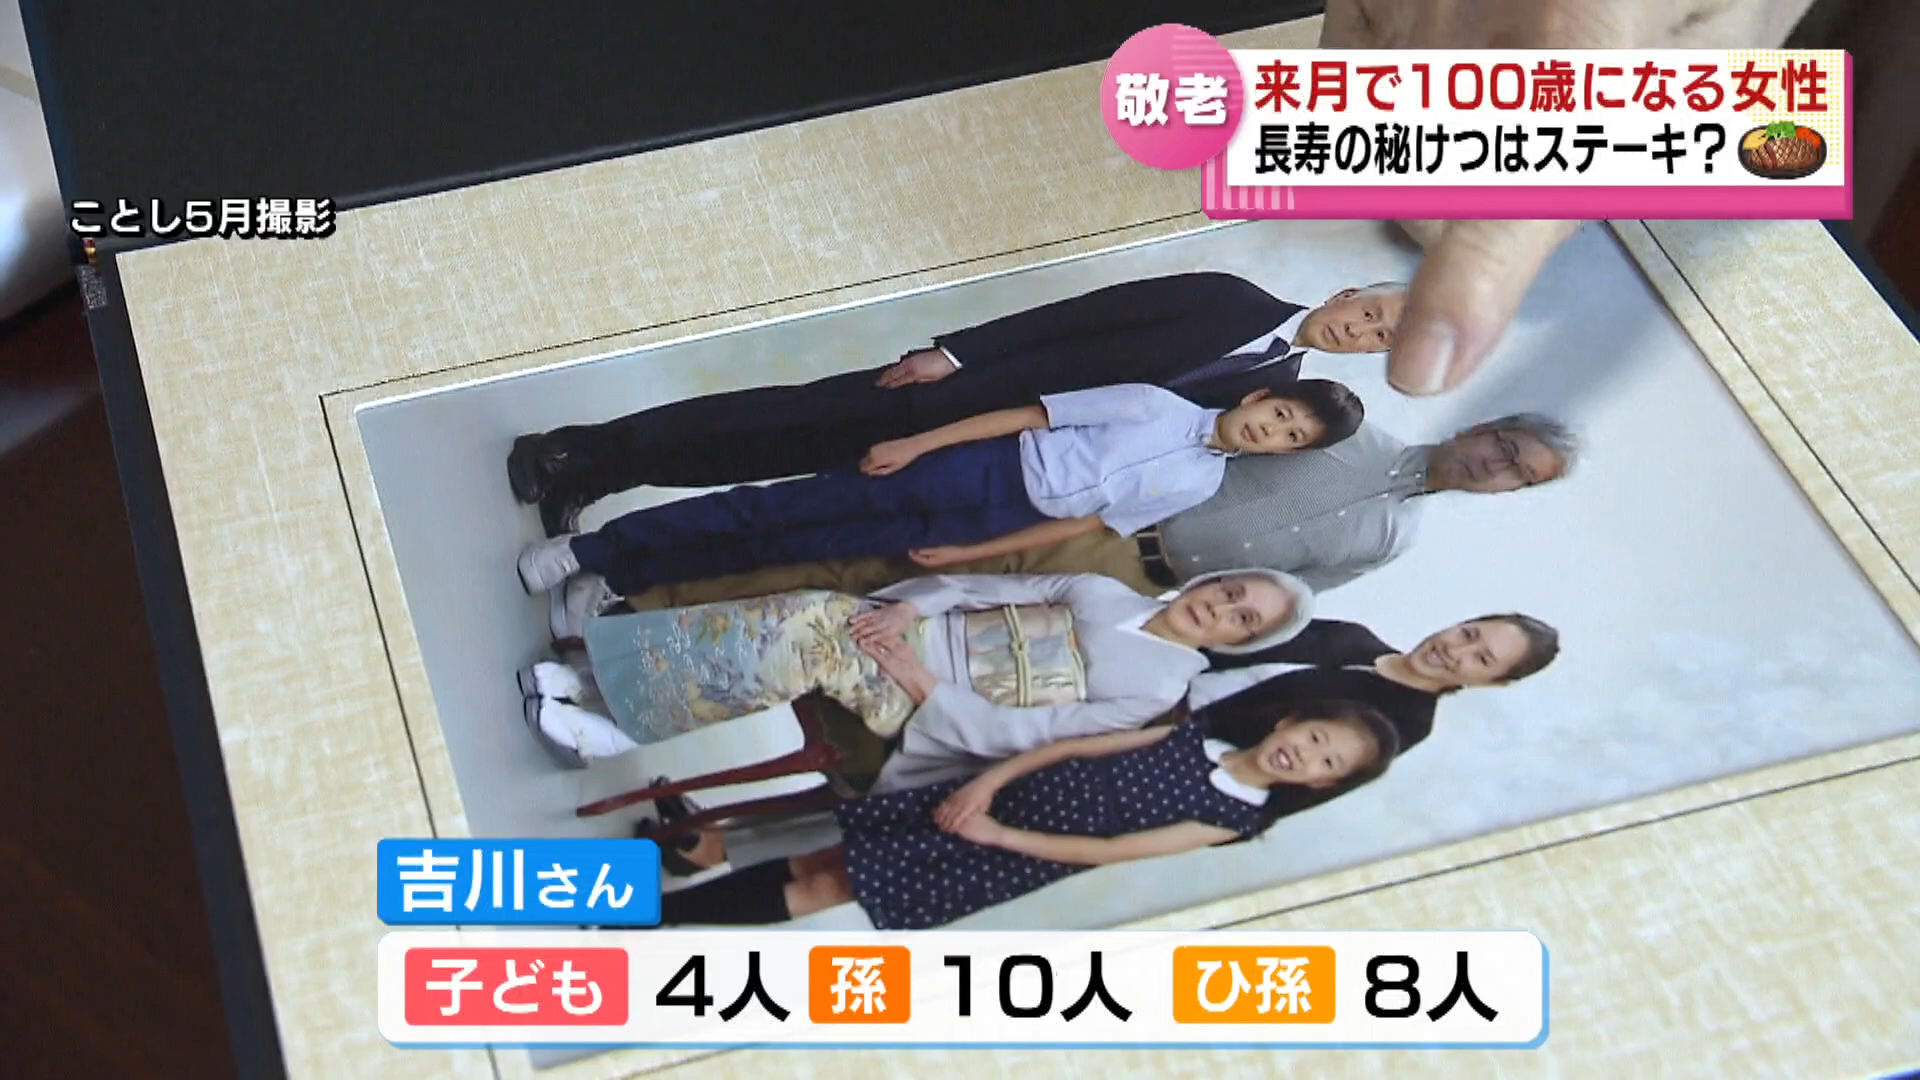 敬老
来月で100歳になる女性
長寿の秘けつはステーキ?
ことし5月撮影
吉川さん
子ども 4人 孫 10人 ひ孫 8人